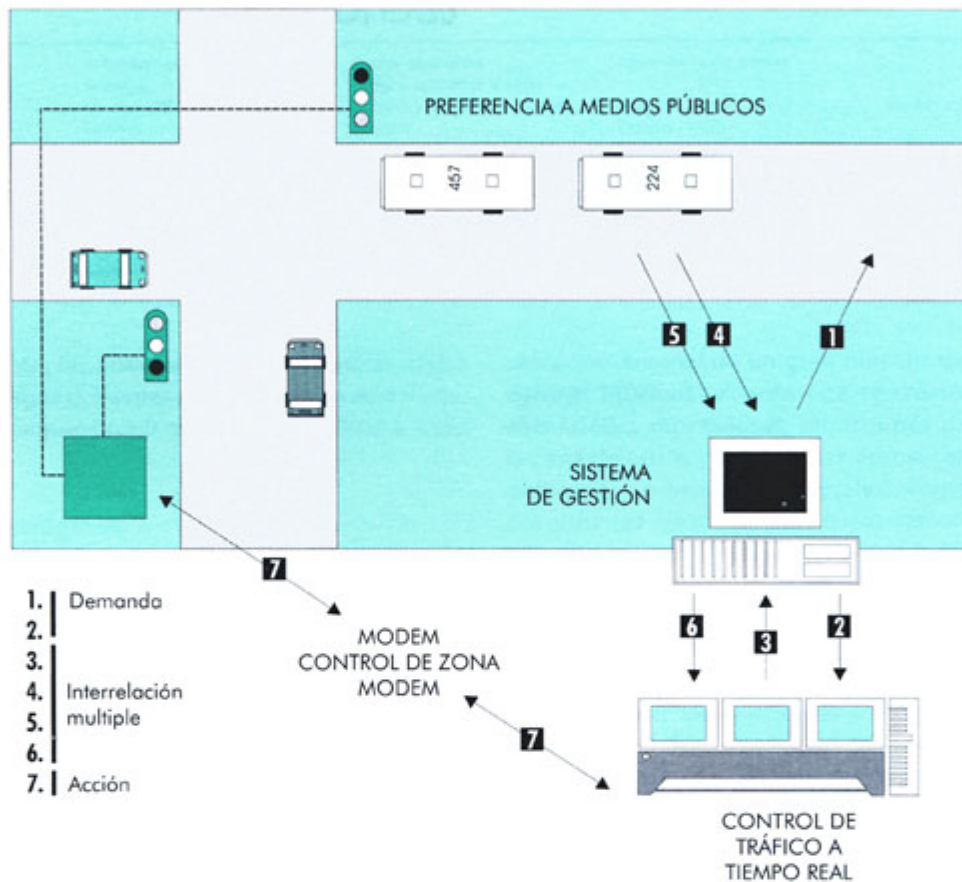 PREFERENCIA A MEDIOS PÚBLICOS
457
224
5
4
1
SISTEMA
DE GESTIÓN
7
6
3
2
MODEM
CONTROL DE ZONA
MODEM
7
1. Demanda
2.
3.
4. Interrelación
5. multiple
6.
7. Acción
CONTROL DE
TRÁFICO A
TIEMPO REAL